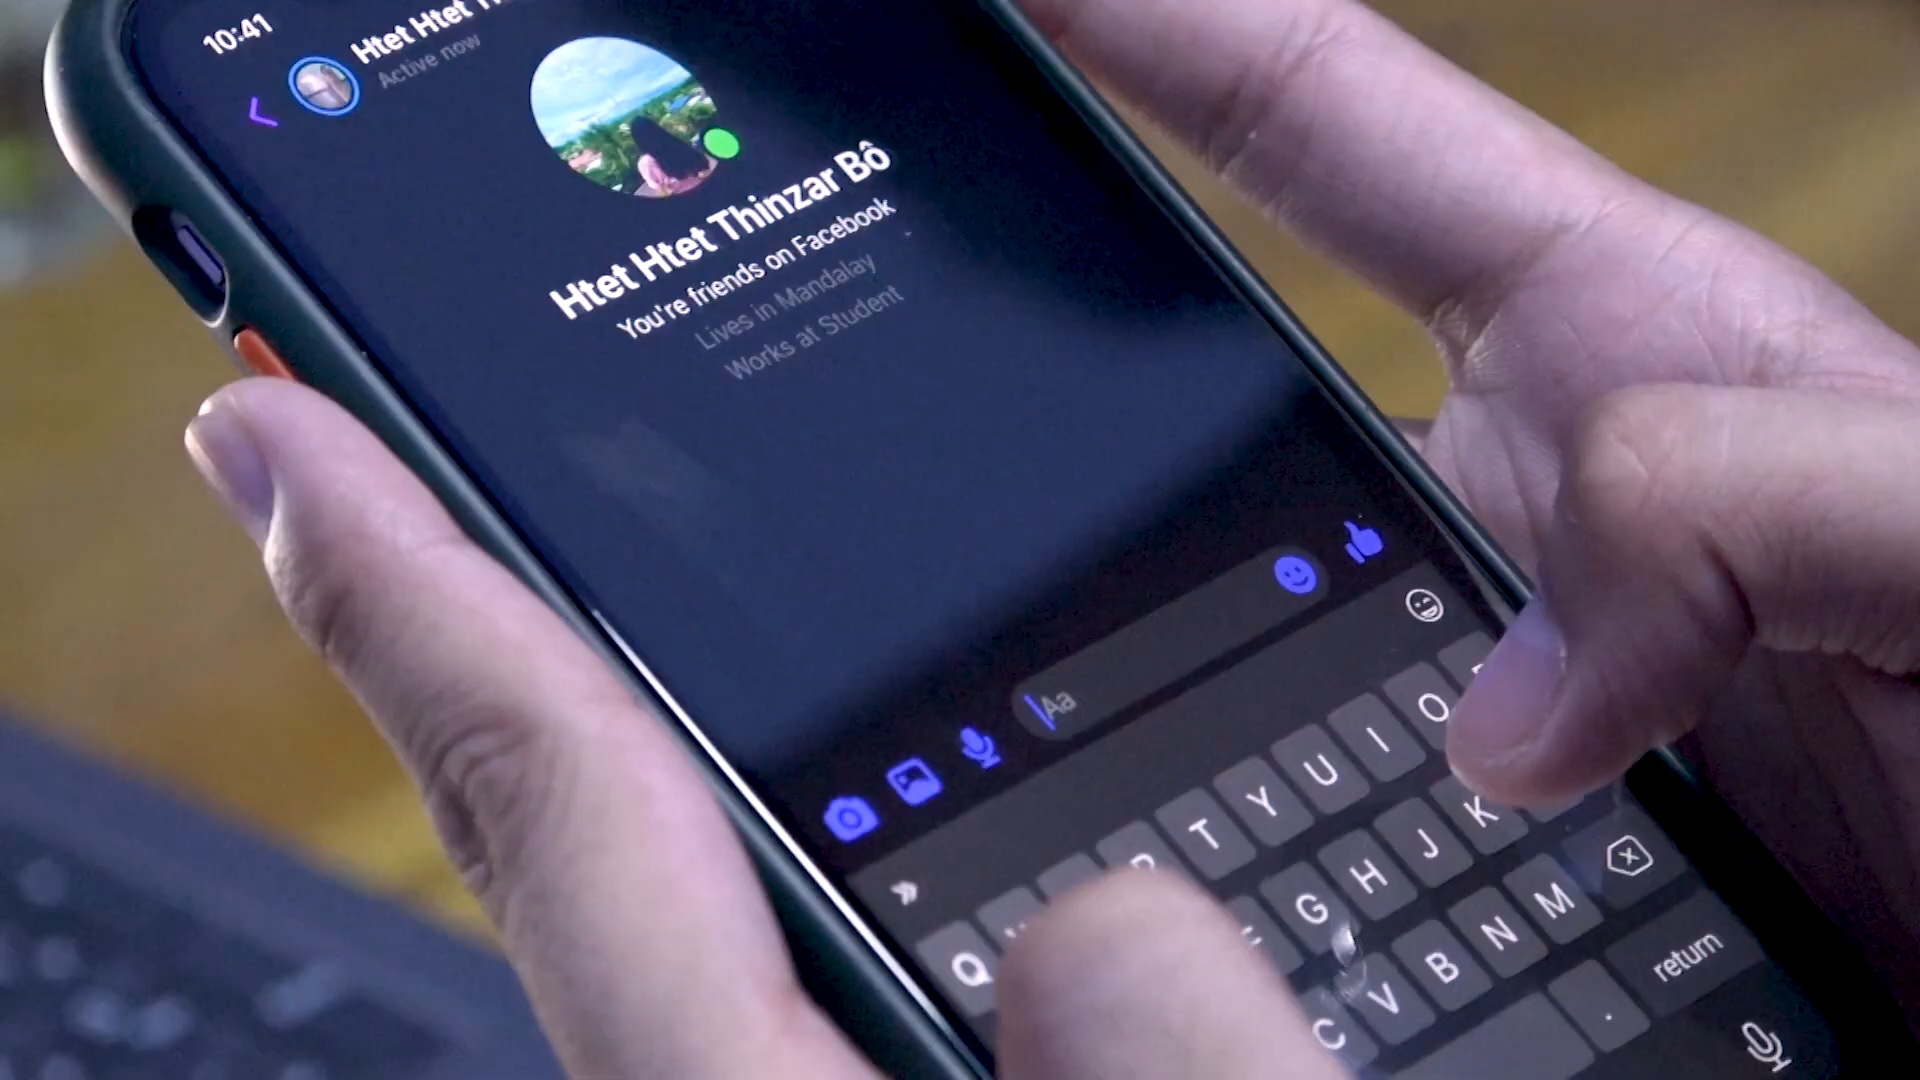 10:41
Htet Htet
Active now
Htet Htet Thinzar Bô
You're friends on Facebook
Lives in Mandalay
Works at Student
Aa
Q T Y U I O
G H J K
C V B N M
. return